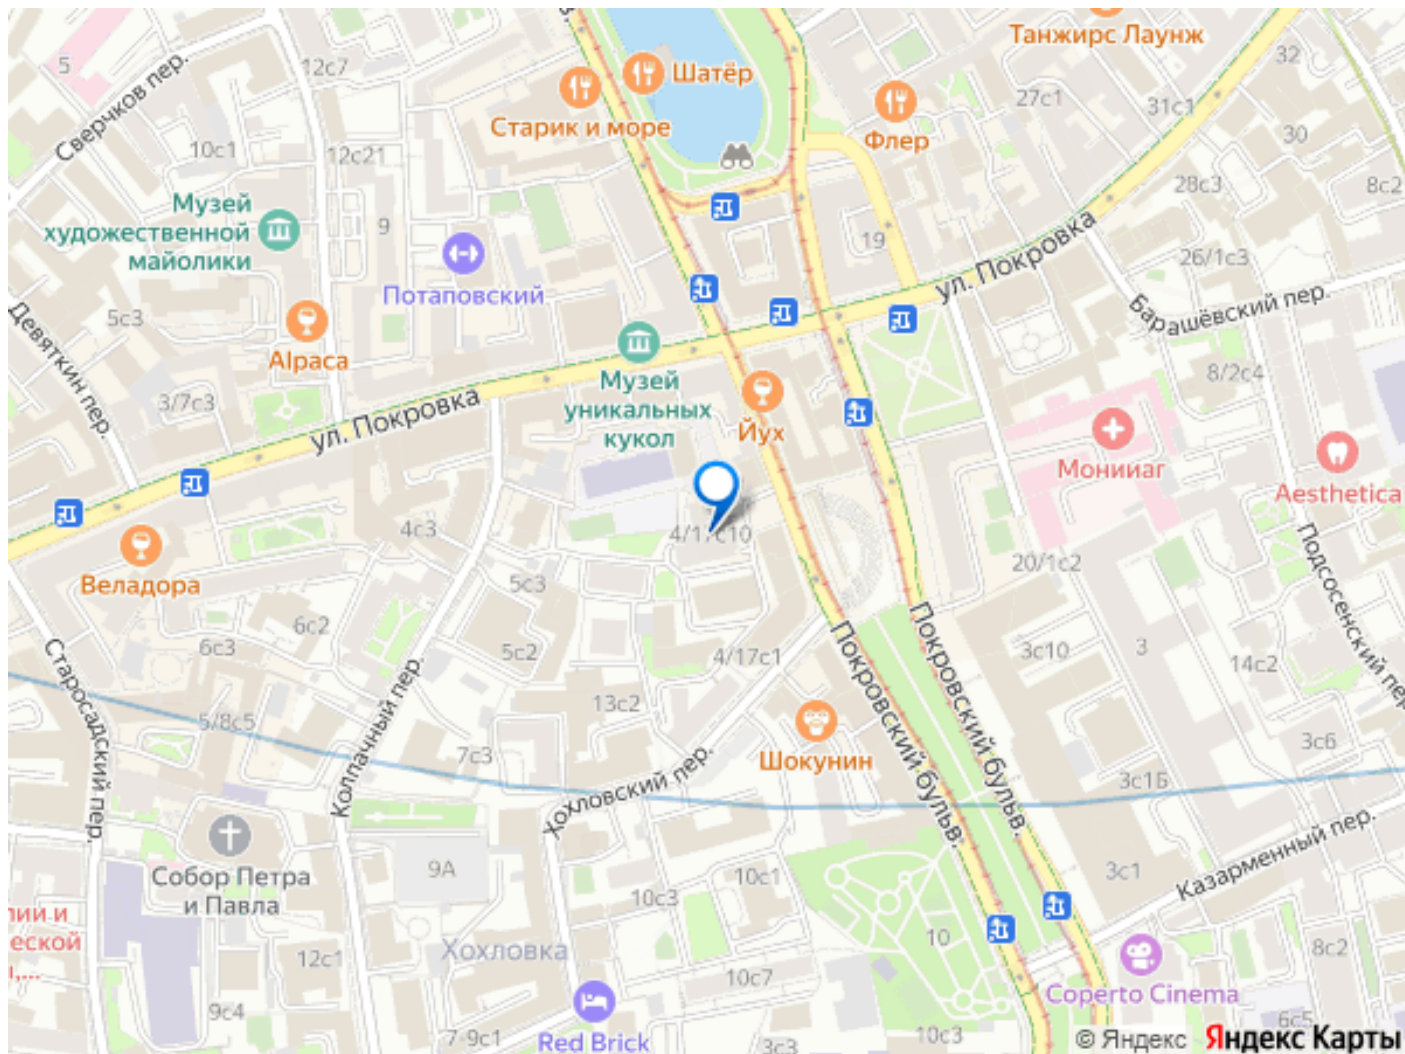 5
Сверчков пер.
12с7
10с1
12с21
Старик и море
Шатёр
Танжирс Лаунж
Флер
27с1
32
31с1
30
28с3
8с2
Музей
художественной
майолики
9
Потаповский
19
ул. Покровка
26/1с3
Барашёвский пер.
Девяткин пер.
5с3
Alpaca
3/7с3
ул. Покровка
Музей
уникальных
кукол
Йух
8/2с4
Мониаг
Aesthetica
Веладора
4с3
4/17с10
5с3
20/1с2
Подсосенский пер.
6с2
6с3
5с2
4/17с1
Покровский бульв.
Покровский бульв.
3с10
3
14с2
Старосадский пер.
5/8с5
Колпачный пер.
13с2
7с3
Хохловский пер.
Шокунин
3с6
3с1Б
Собор Петра
и Павла
9А
10с3
10с1
3с1
Казарменный пер.
лии и
еской
ы,...
Хохловка
12с1
10
10с7
8с2
Coperto Cinema
9с4
7-9с1
Red Brick
3с3
10с3
6с5
© Яндекс Яндекс Карты